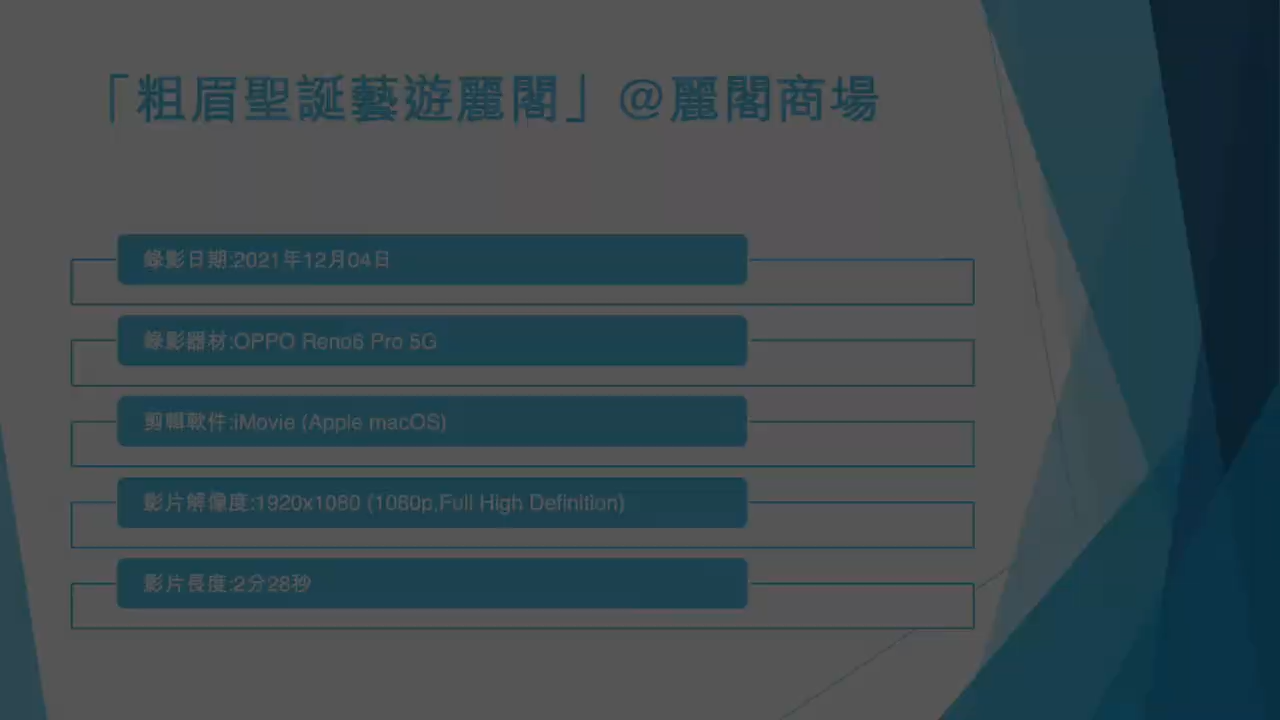 「粗眉聖誕藝遊麗閣」@麗閣商場
錄影日期:2021年12月04日
錄影器材:OPPO Reno6 Pro 5G
剪輯軟件:iMovie (Apple macOS)
影片解像度:1920x1080 (1080p,Full High Definition)
影片長度:2分28秒